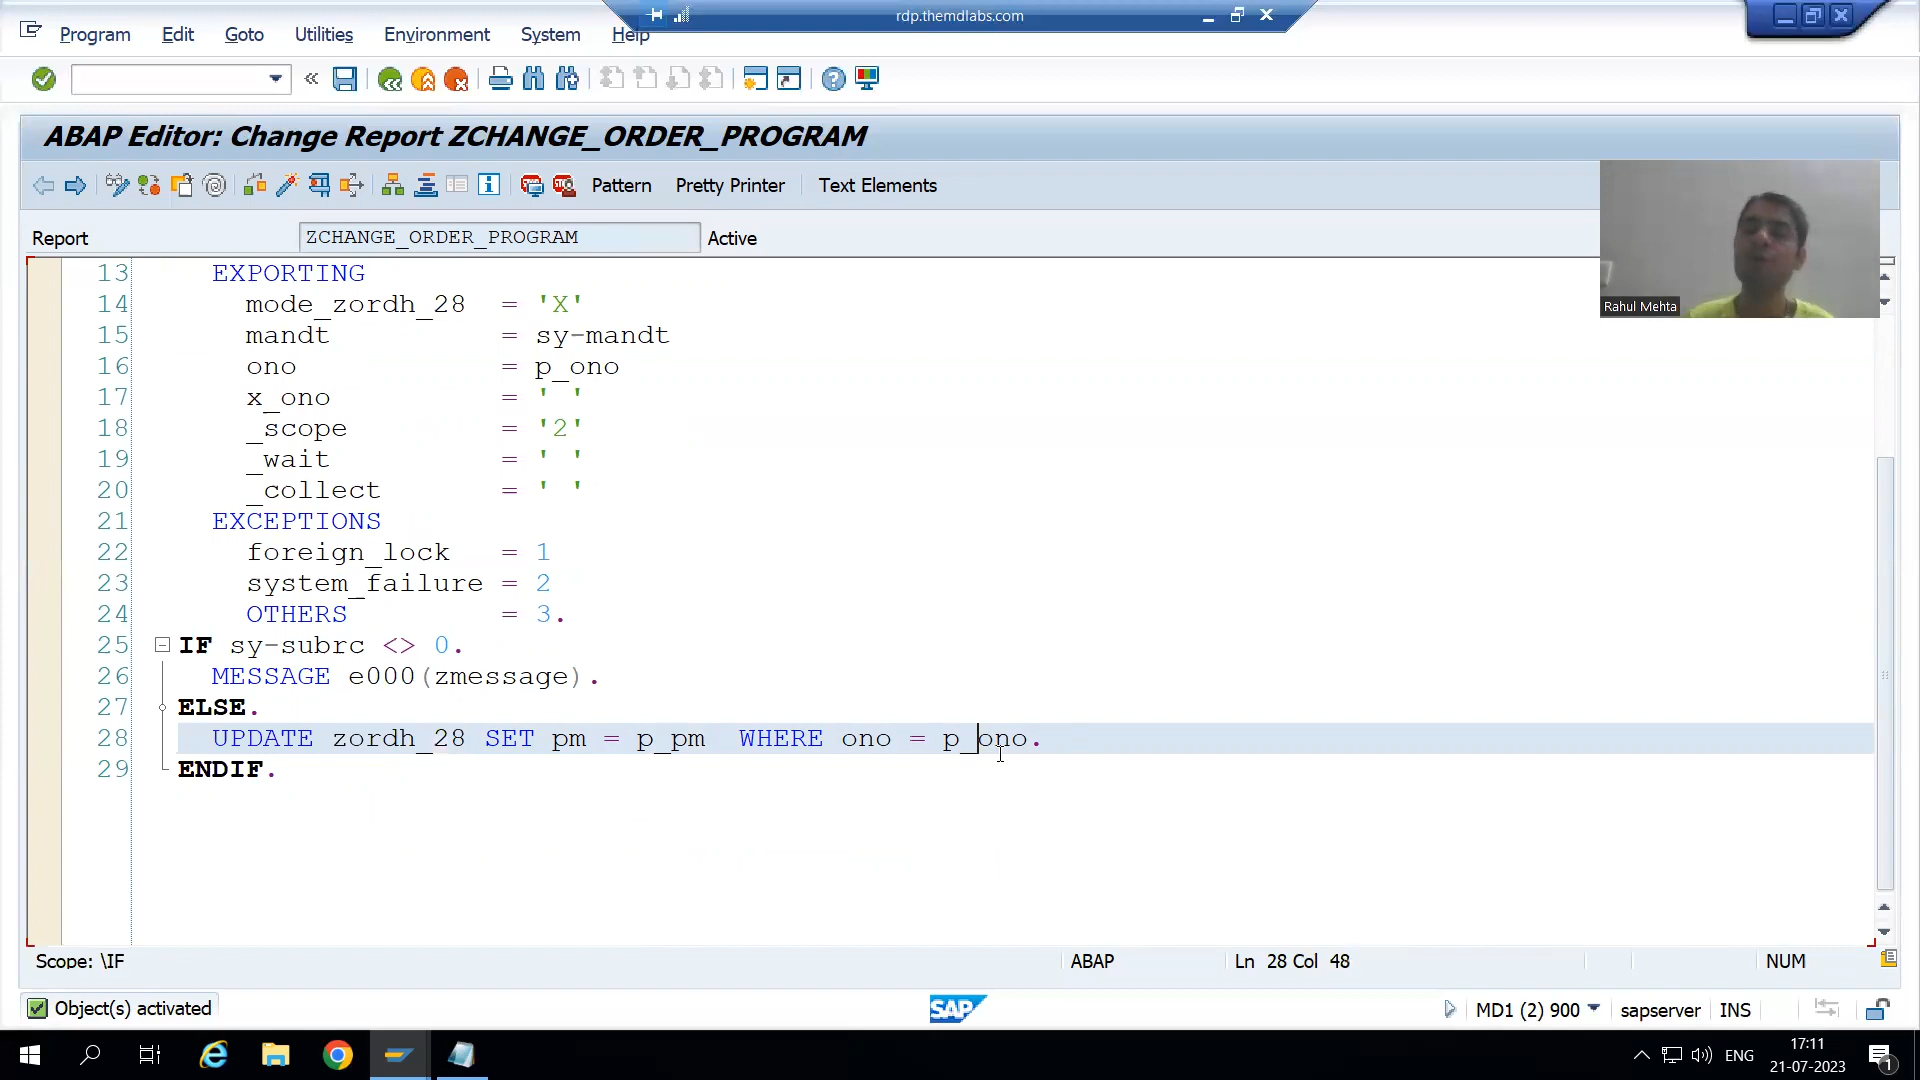 rdp.themdlabs.com
Program Edit Goto Utilities Environment System Help
ABAP Editor: Change Report ZCHANGE_ORDER_PROGRAM
Pattern Pretty Printer Text Elements
Report ZCHANGE_ORDER_PROGRAM Active
Rahul Mehta
13 EXPORTING
14 mode_zordh_28 = 'X'
15 mandt = sy-mandt
16 ono = p_ono
17 x_ono = ' '
18 _scope = '2'
19 _wait = ' '
20 _collect = ' '
21 EXCEPTIONS
22 foreign_lock = 1
23 system_failure = 2
24 OTHERS = 3.
25 IF sy-subrc <> 0.
26 MESSAGE e000(zmessage).
27 ELSE.
28 UPDATE zordh_28 SET pm = p_pm WHERE ono = p_ono.
29 ENDIF.
Scope: \IF ABAP Ln 28 Col 48 NUM
Object(s) activated SAP MD1 (2) 900 sapserver INS
ENG 17:11
21-07-2023
1